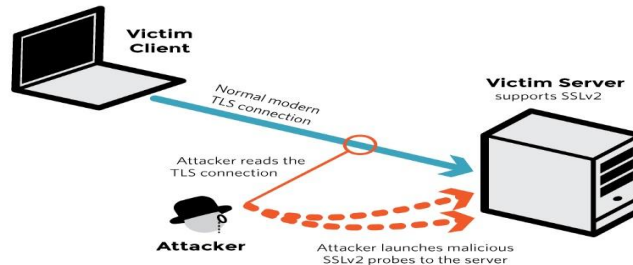 Victim
Client
Normal modern
TLS connection
Victim Server
supports SSLv2
Attacker reads the
TLS connection
Attacker
Attacker launches malicious
SSLv2 probes to the server